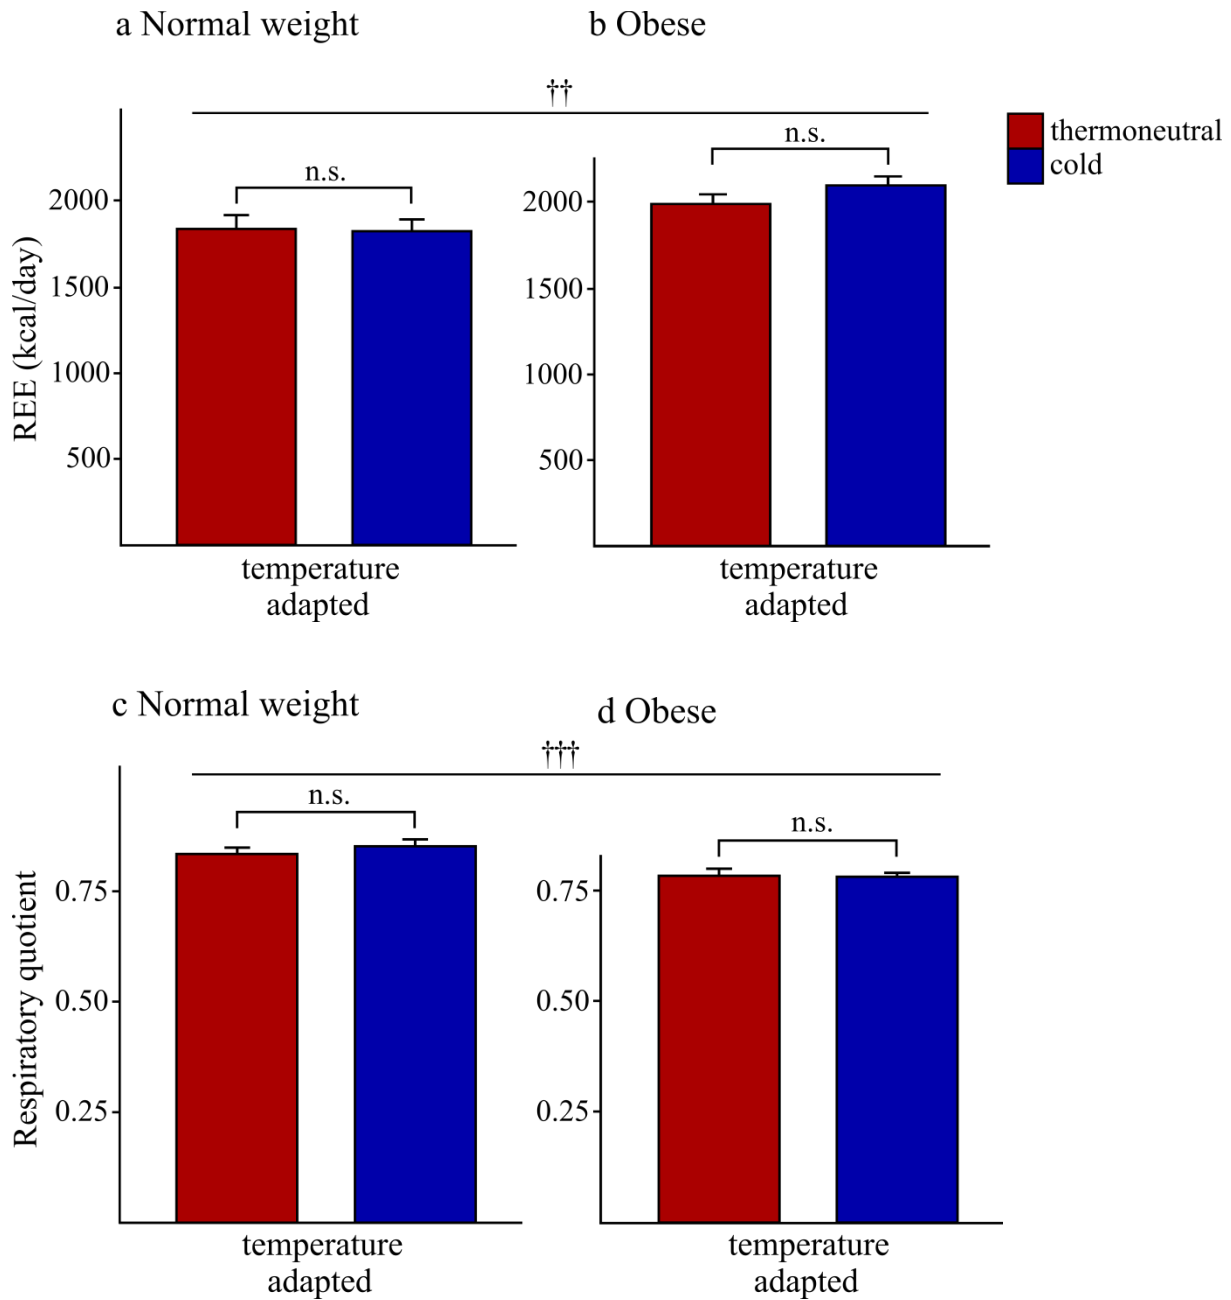 a Normal weight
b Obese
††
thermoneutral
cold
n.s.
n.s.
REE (kcal/day)
2000
1500
1000
500
2000
1500
1000
500
temperature
adapted
temperature
adapted
c Normal weight
d Obese
†††
n.s.
n.s.
Respiratory quotient
0.75
0.50
0.25
0.75
0.50
0.25
temperature
adapted
temperature
adapted